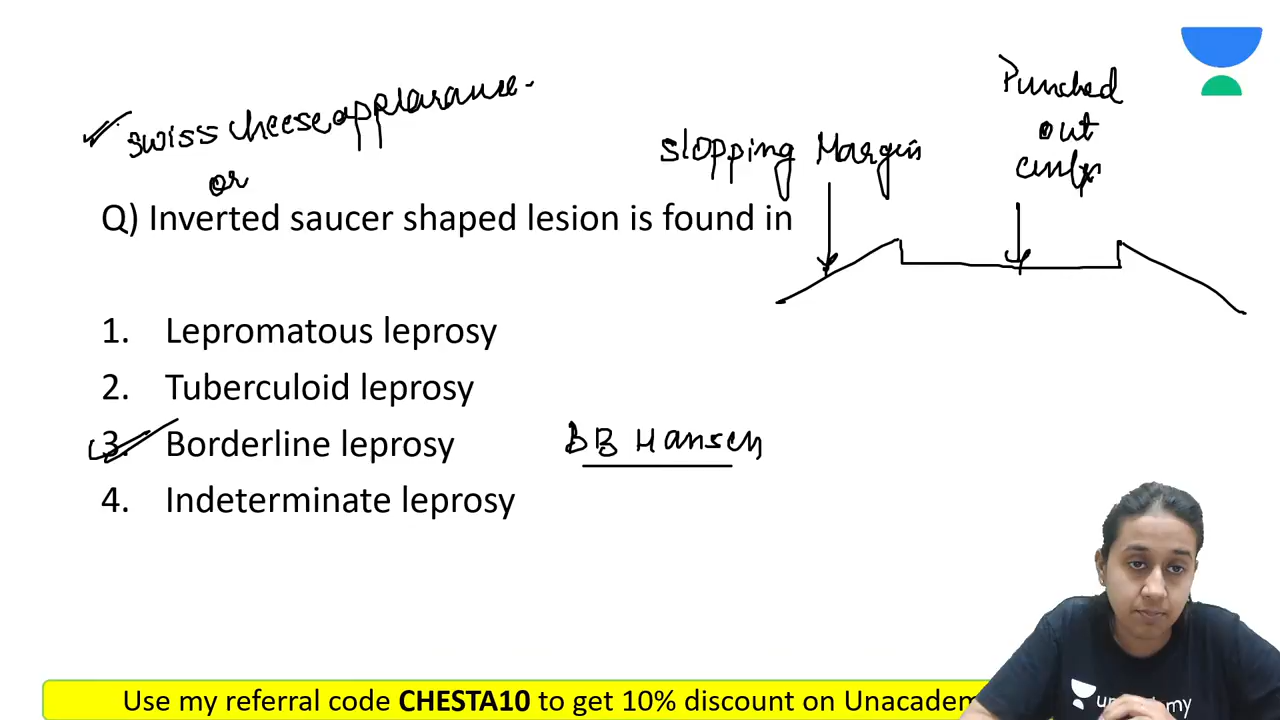 swiss cheese appearance.
or
Q) Inverted saucer shaped lesion is found in
1. Lepromatous leprosy
2. Tuberculoid leprosy
3. Borderline leprosy
4. Indeterminate leprosy
BB Hansen
Slopping Margin
Punched
out
Use my referral code CHESTA10 to get 10% discount on Unacadem